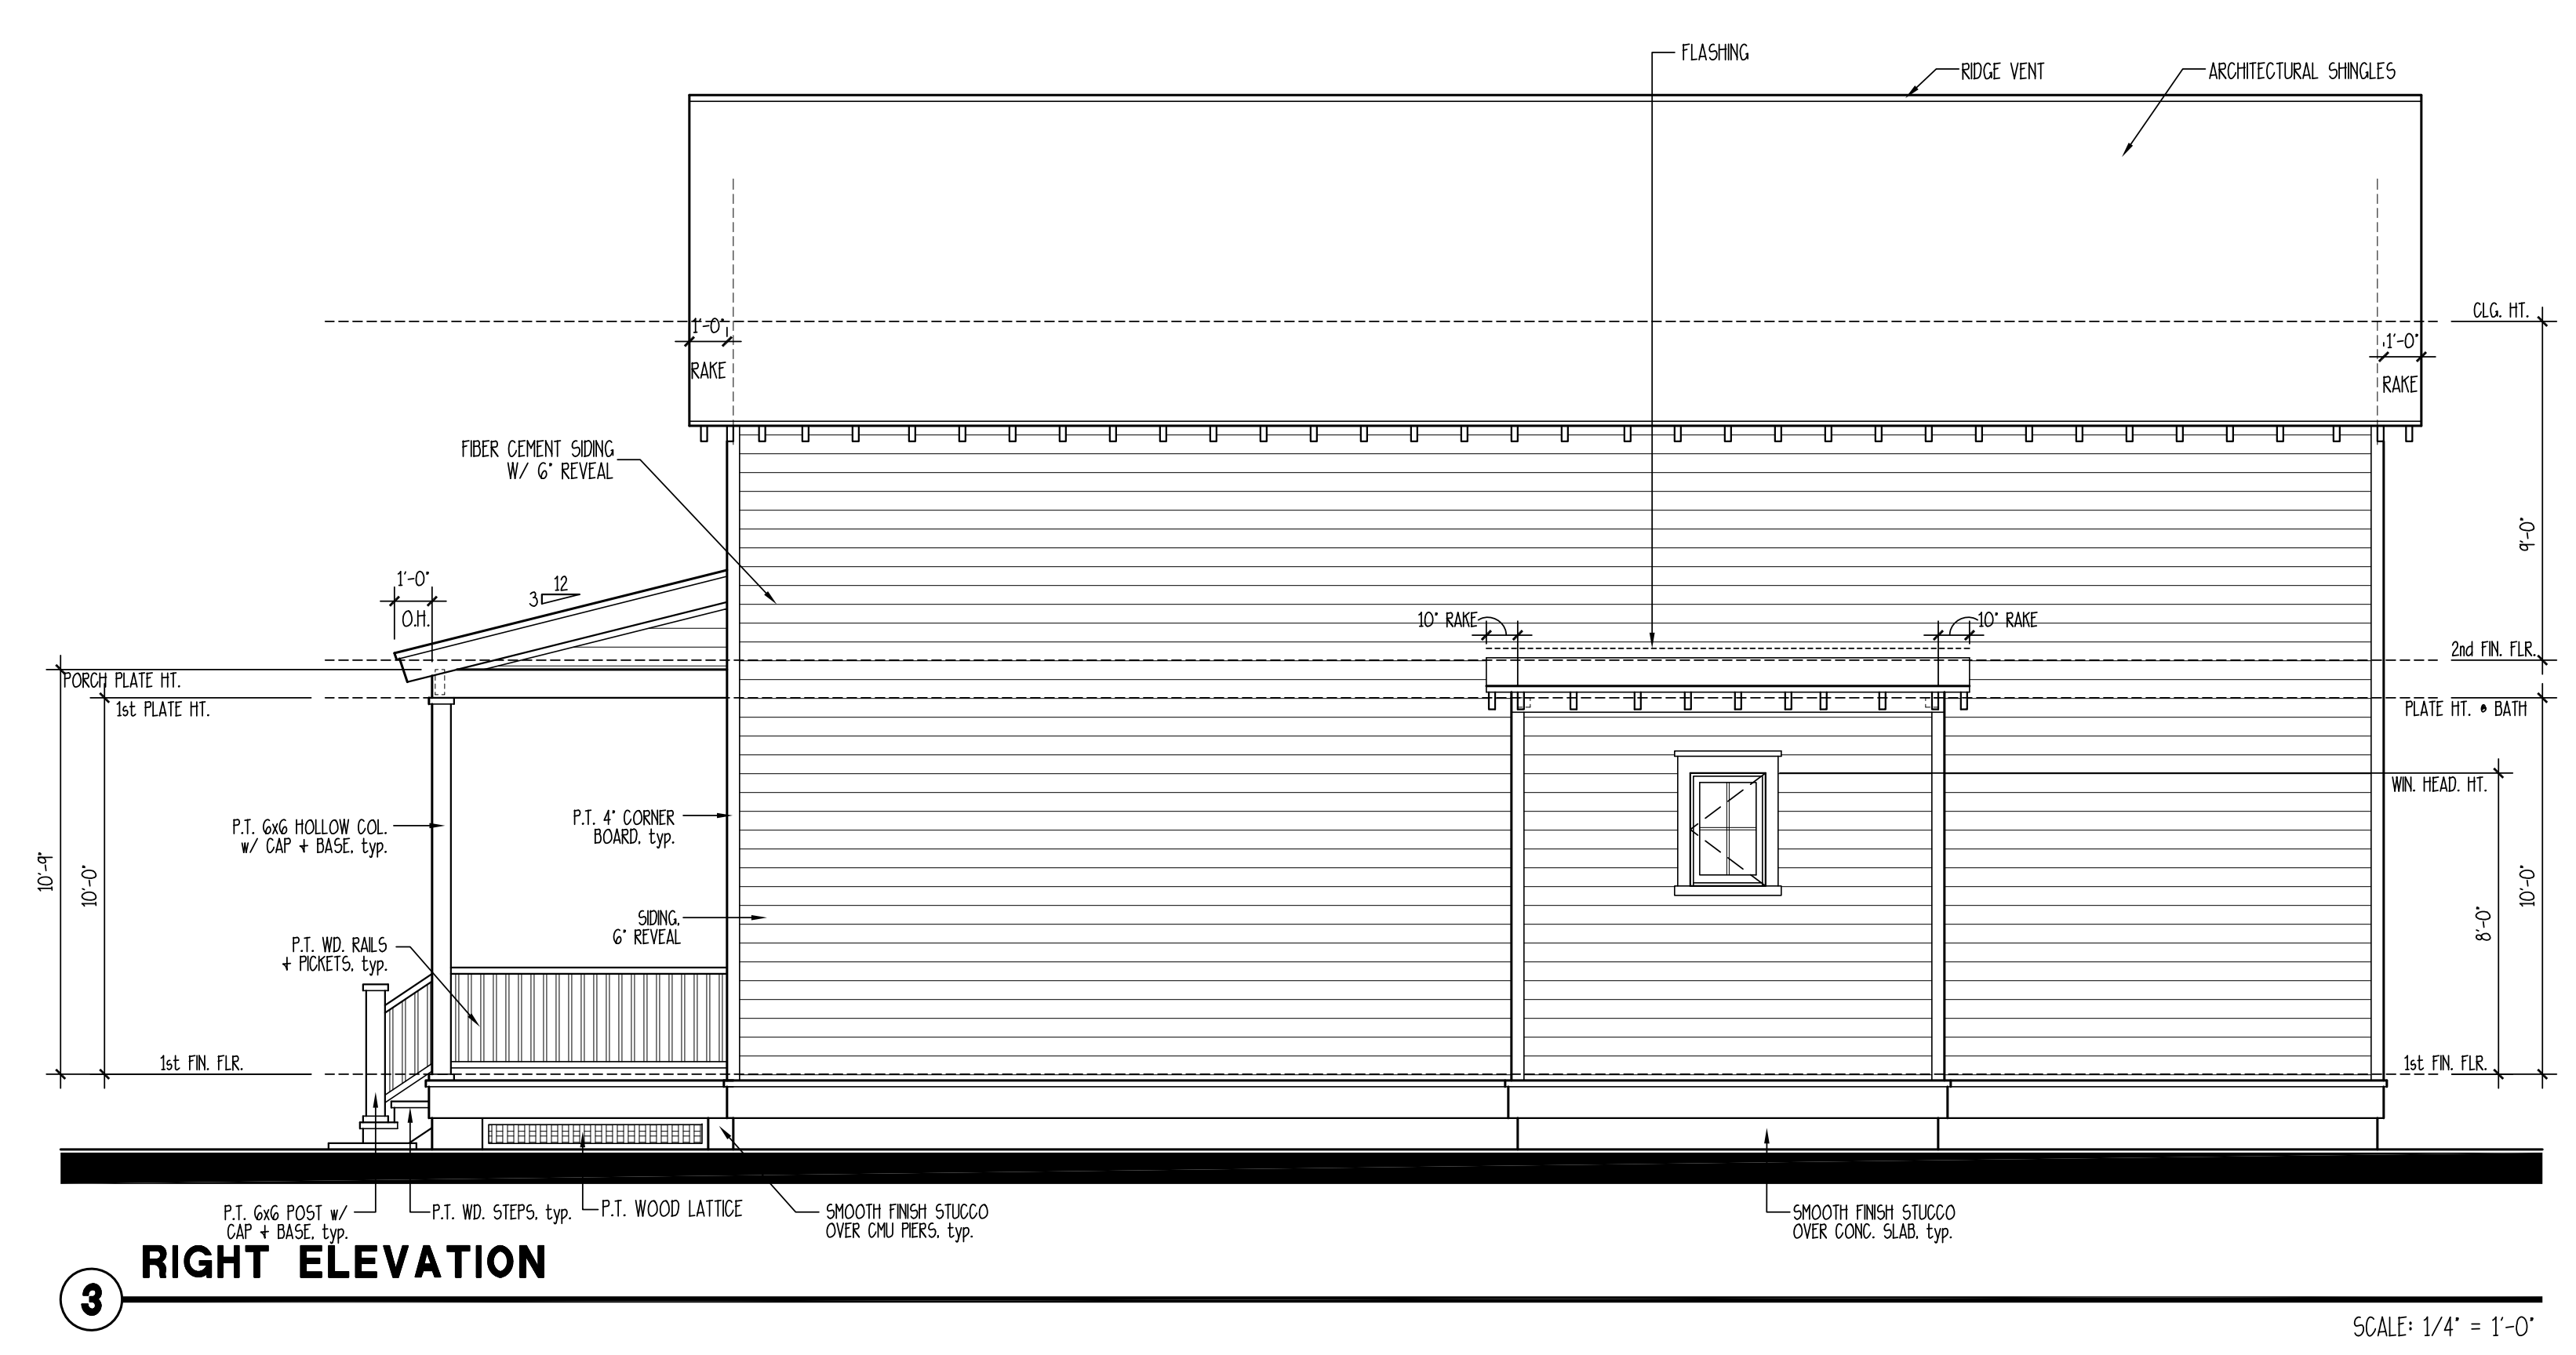 FLASHING
RIDGE VENT
ARCHITECTURAL SHINGLES
CLG. HT.
1'-0"
RAKE
1'-0"
RAKE
FIBER CEMENT SIDING
W/ 6" REVEAL
9'-0"
1'-0"
O.H.
12
3
10" RAKE
10" RAKE
2nd FIN. FLR.
PORCH PLATE HT.
1st PLATE HT.
PLATE HT. @ BATH
WIN. HEAD. HT.
P.T. 6x6 HOLLOW COL.
w/ CAP + BASE, typ.
P.T. 4" CORNER
BOARD, typ.
10'-9"
10'-0"
10'-0"
8'-0"
SIDING,
6" REVEAL
P.T. WD. RAILS
+ PICKETS, typ.
1st FIN. FLR.
1st FIN. FLR.
P.T. 6x6 POST w/
CAP + BASE, typ.
P.T. WD. STEPS, typ.
P.T. WOOD LATTICE
SMOOTH FINISH STUCCO
OVER CMU PIERS, typ.
SMOOTH FINISH STUCCO
OVER CONC. SLAB, typ.
RIGHT ELEVATION
3
SCALE: 1/4" = 1'-0"